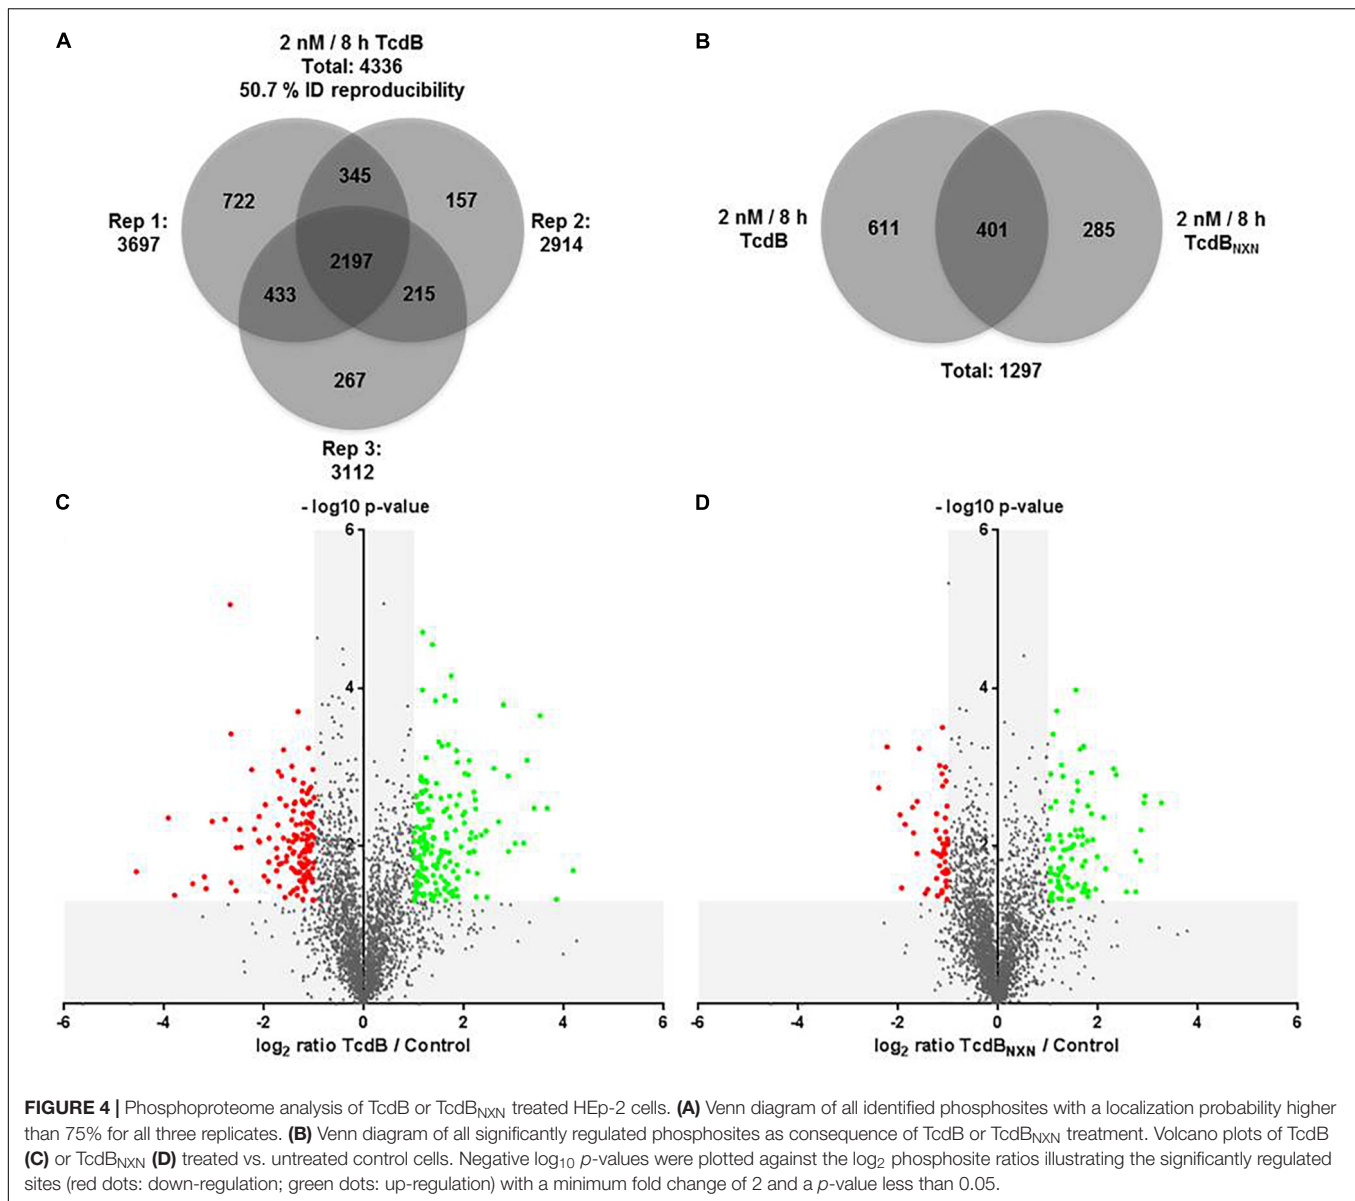 A
2 nM / 8 h TcdB
Total: 4336
50.7 % ID reproducibility
722
345
157
Rep 1:
3697
Rep 2:
2914
2197
433
215
267
Rep 3:
3112
B
2 nM / 8 h
TcdB
611
401
285
2 nM / 8 h
TcdBNXN
Total: 1297
C
- log10 p-value
6
4
2
-6 -4 -2 0 2 4 6
log2 ratio TcdB / Control
D
- log10 p-value
6
4
2
-6 -4 -2 0 2 4 6
log2 ratio TcdBNXN / Control
FIGURE 4 | Phosphoproteome analysis of TcdB or TcdBNXN treated HEp-2 cells. (A) Venn diagram of all identified phosphosites with a localization probability higher
than 75% for all three replicates. (B) Venn diagram of all significantly regulated phosphosites as consequence of TcdB or TcdBNXN treatment. Volcano plots of TcdB
(C) or TcdBNXN (D) treated vs. untreated control cells. Negative log10 p-values were plotted against the log2 phosphosite ratios illustrating the significantly regulated
sites (red dots: down-regulation; green dots: up-regulation) with a minimum fold change of 2 and a p-value less than 0.05.